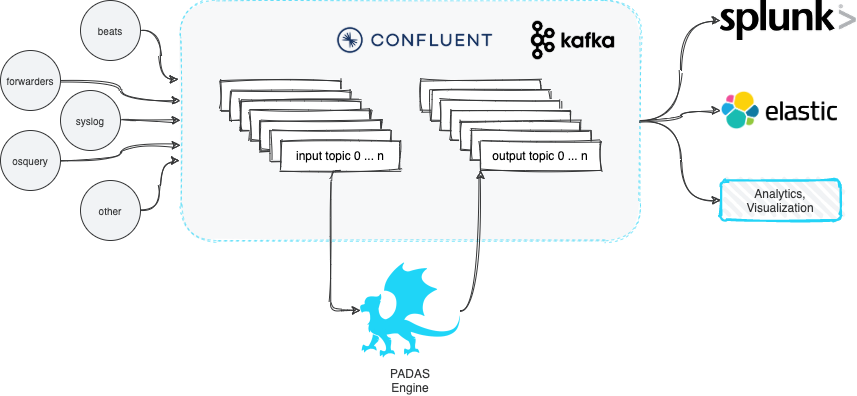 beats
forwarders
syslog
osquery
other
CONFLUENT
kafka
input topic 0 ... n
output topic 0 ... n
splunk>
elastic
Analytics,
Visualization
PADAS
Engine